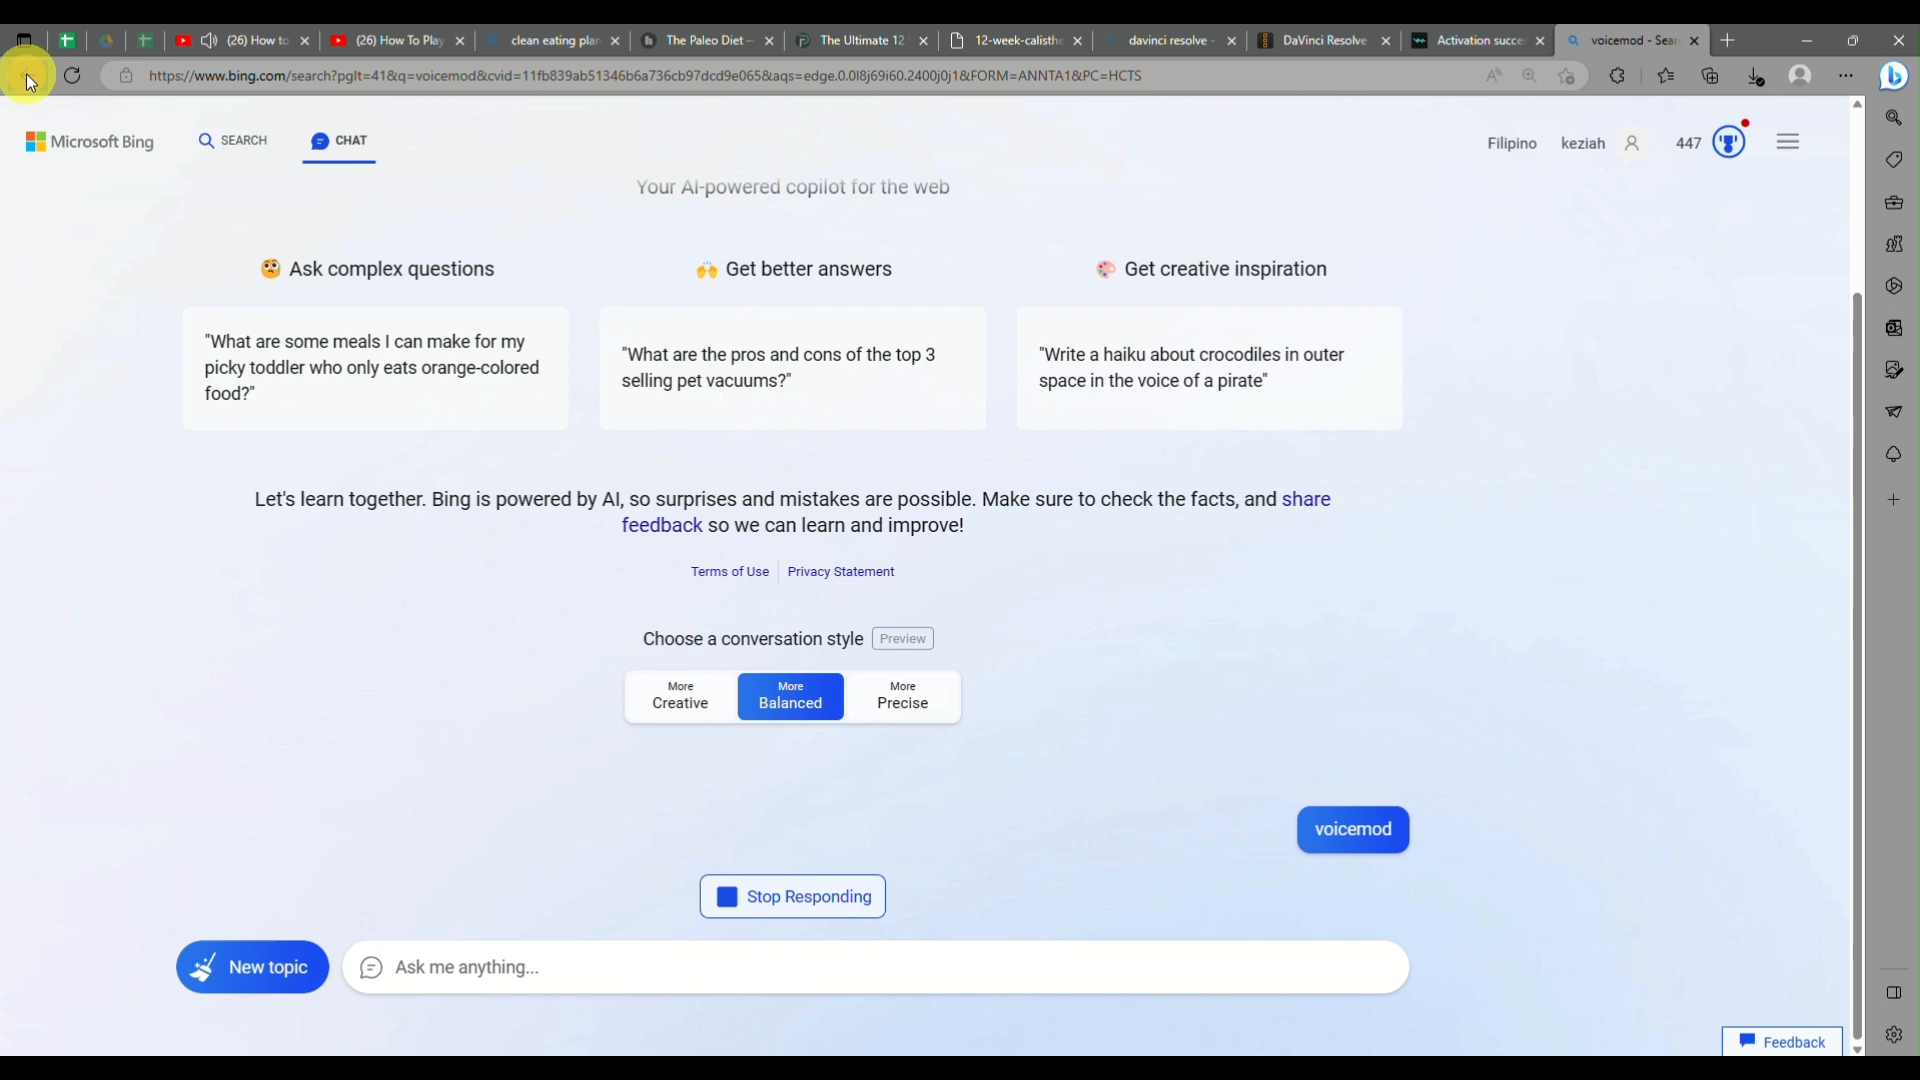 (26) How to
(26) How To Play
clean eating plan
The Paleo Diet –
The Ultimate 12
12-week-calisthe
davinci resolve -
DaVinci Resolve
Activation succes
voicemod - Sear
https://www.bing.com/search?pglt=41&q=voicemod&cvid=11fb839ab51346b6a736cb97dcd9e065&aqs=edge.0.0l8j69i60.2400j0j1&FORM=ANNTA1&PC=HCTS
Microsoft Bing
SEARCH
CHAT
Filipino
keziah
447
Your AI-powered copilot for the web
Ask complex questions
Get better answers
Get creative inspiration
"What are some meals I can make for my
picky toddler who only eats orange-colored
food?"
"What are the pros and cons of the top 3
selling pet vacuums?"
"Write a haiku about crocodiles in outer
space in the voice of a pirate"
Let's learn together. Bing is powered by AI, so surprises and mistakes are possible. Make sure to check the facts, and share
feedback so we can learn and improve!
Terms of Use
Privacy Statement
Choose a conversation style Preview
More
Creative
More
Balanced
More
Precise
voicemod
Stop Responding
New topic
Ask me anything...
Feedback